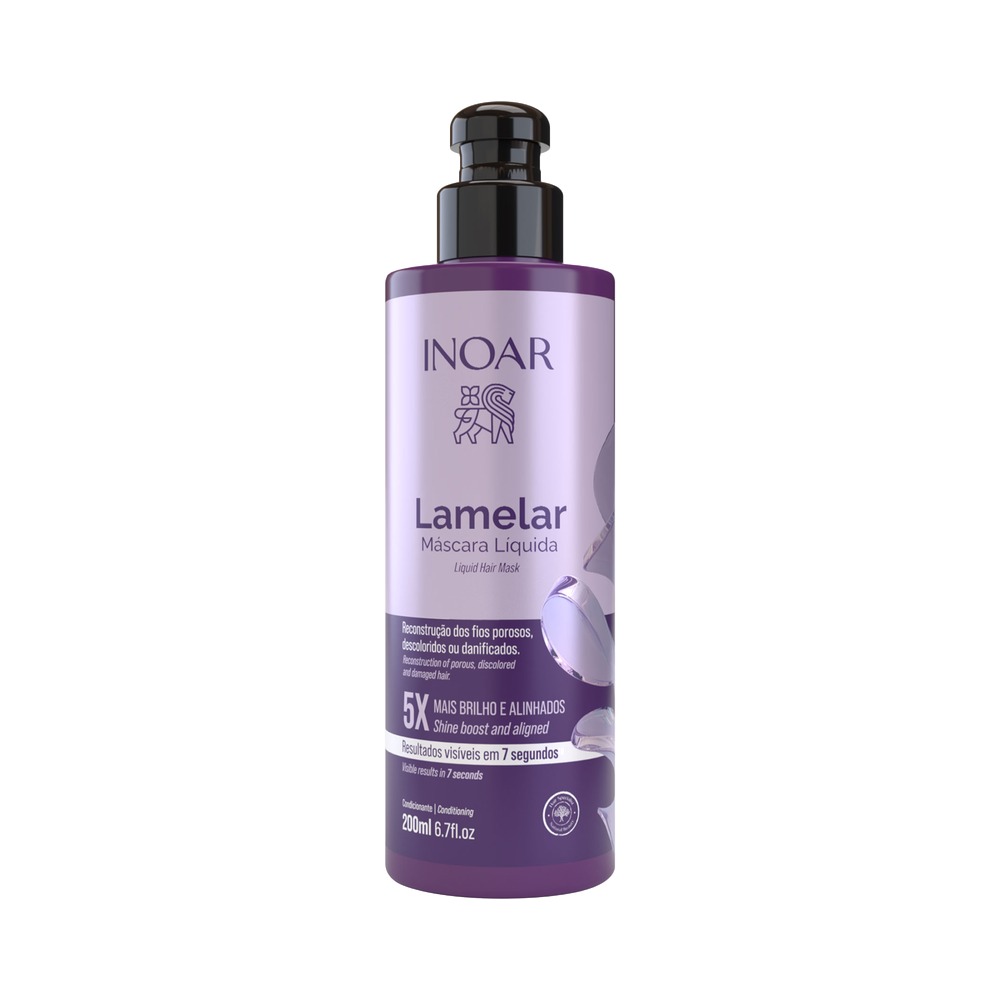 INOAR
Lamelar
Máscara Líquida
Liquid Hair Mask
Reconstrução dos fios porosos,
descoloridos ou danificados.
Reconstruction of porous, discolored
and damaged hair.
5X MAIS BRILHO E ALINHADOS
Shine boost and aligned
Resultados visíveis em 7 segundos
Visible results in 7 seconds
Condicionante | Conditioning
200ml 6.7fl.oz